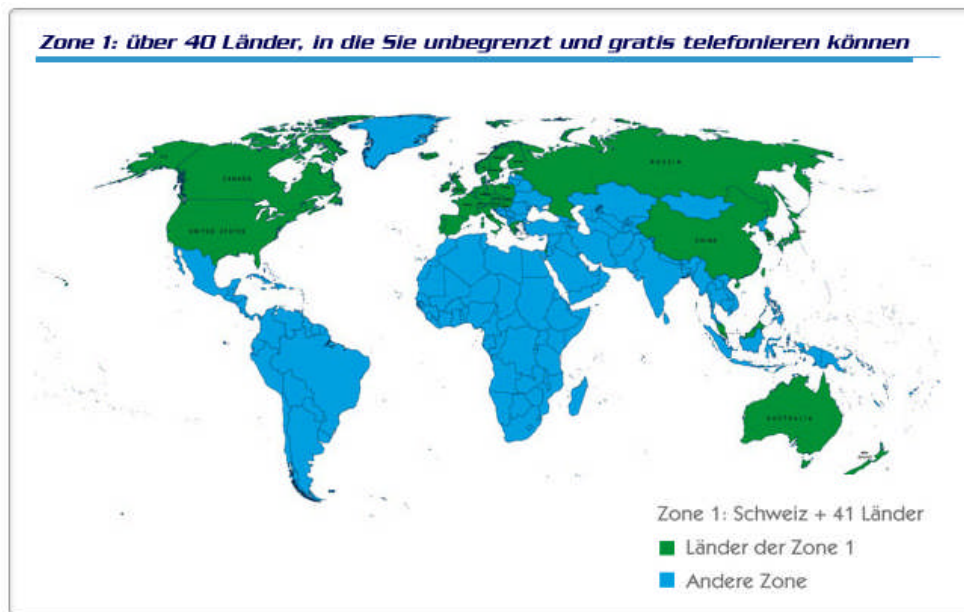 Zone 1: über 40 Länder, in die Sie unbegrenzt und gratis telefonieren können
RUSSIA
CANADA
UNITED STATES
CHINA
AUSTRALIA
Zone 1: Schweiz + 41 Länder
Länder der Zone 1
Andere Zone